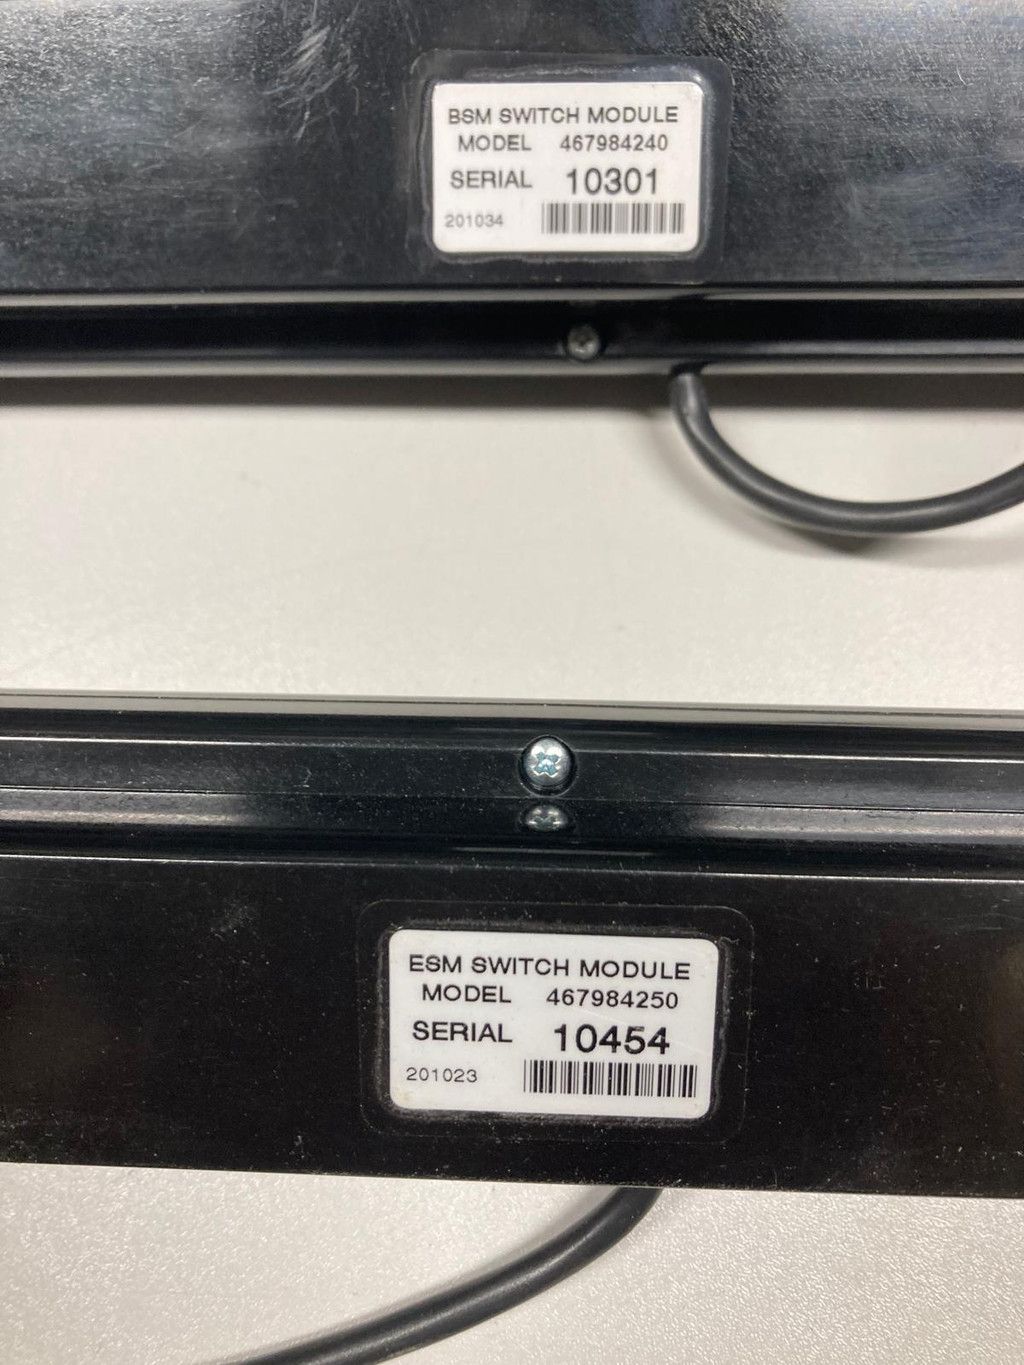 BSM SWITCH MODULE
MODEL 467984240
SERIAL 10301
201034
ESM SWITCH MODULE
MODEL 467984250
SERIAL 10454
201023